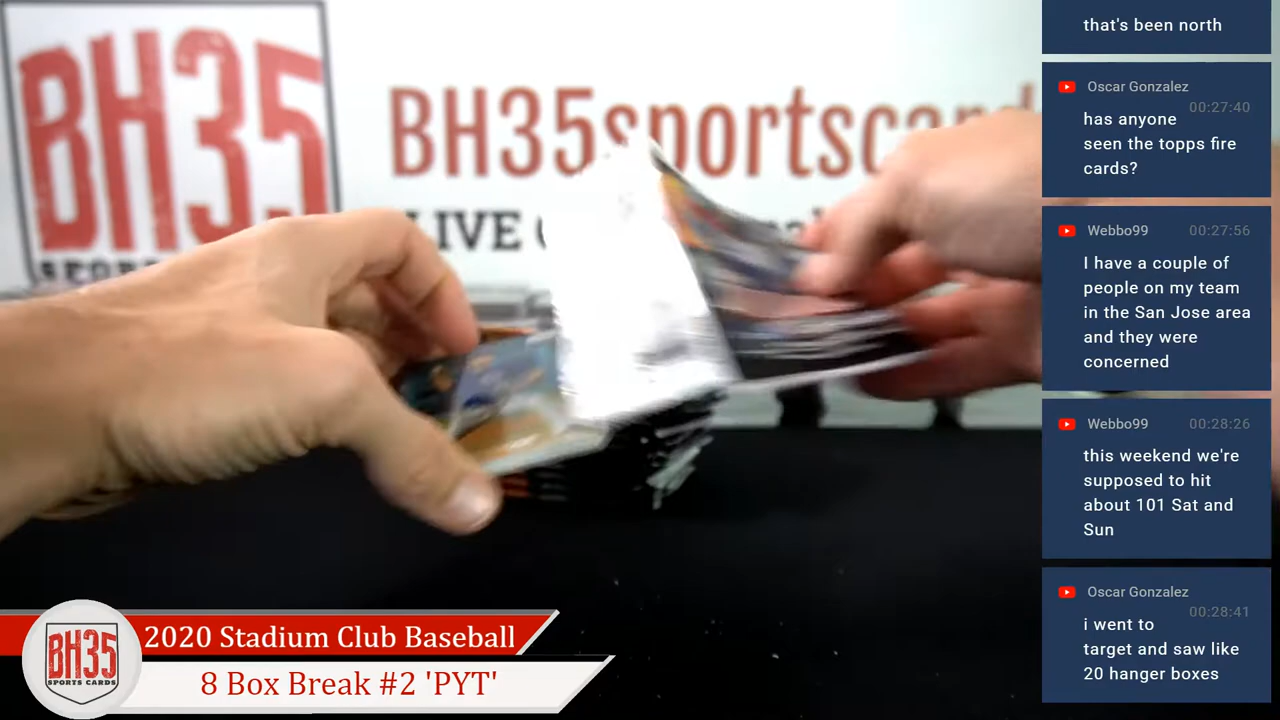 BH35
SPORTS
BH35sportscard
LIVE
that's been north
Oscar Gonzalez
00:27:40
has anyone
seen the topps fire
cards?
Webbo99
00:27:56
I have a couple of
people on my team
in the San Jose area
and they were
concerned
Webbo99
00:28:26
this weekend we're
supposed to hit
about 101 Sat and
Sun
Oscar Gonzalez
00:28:41
i went to
target and saw like
20 hanger boxes
BH35
SPORTS CARDS
2020 Stadium Club Baseball
8 Box Break #2 'PYT'